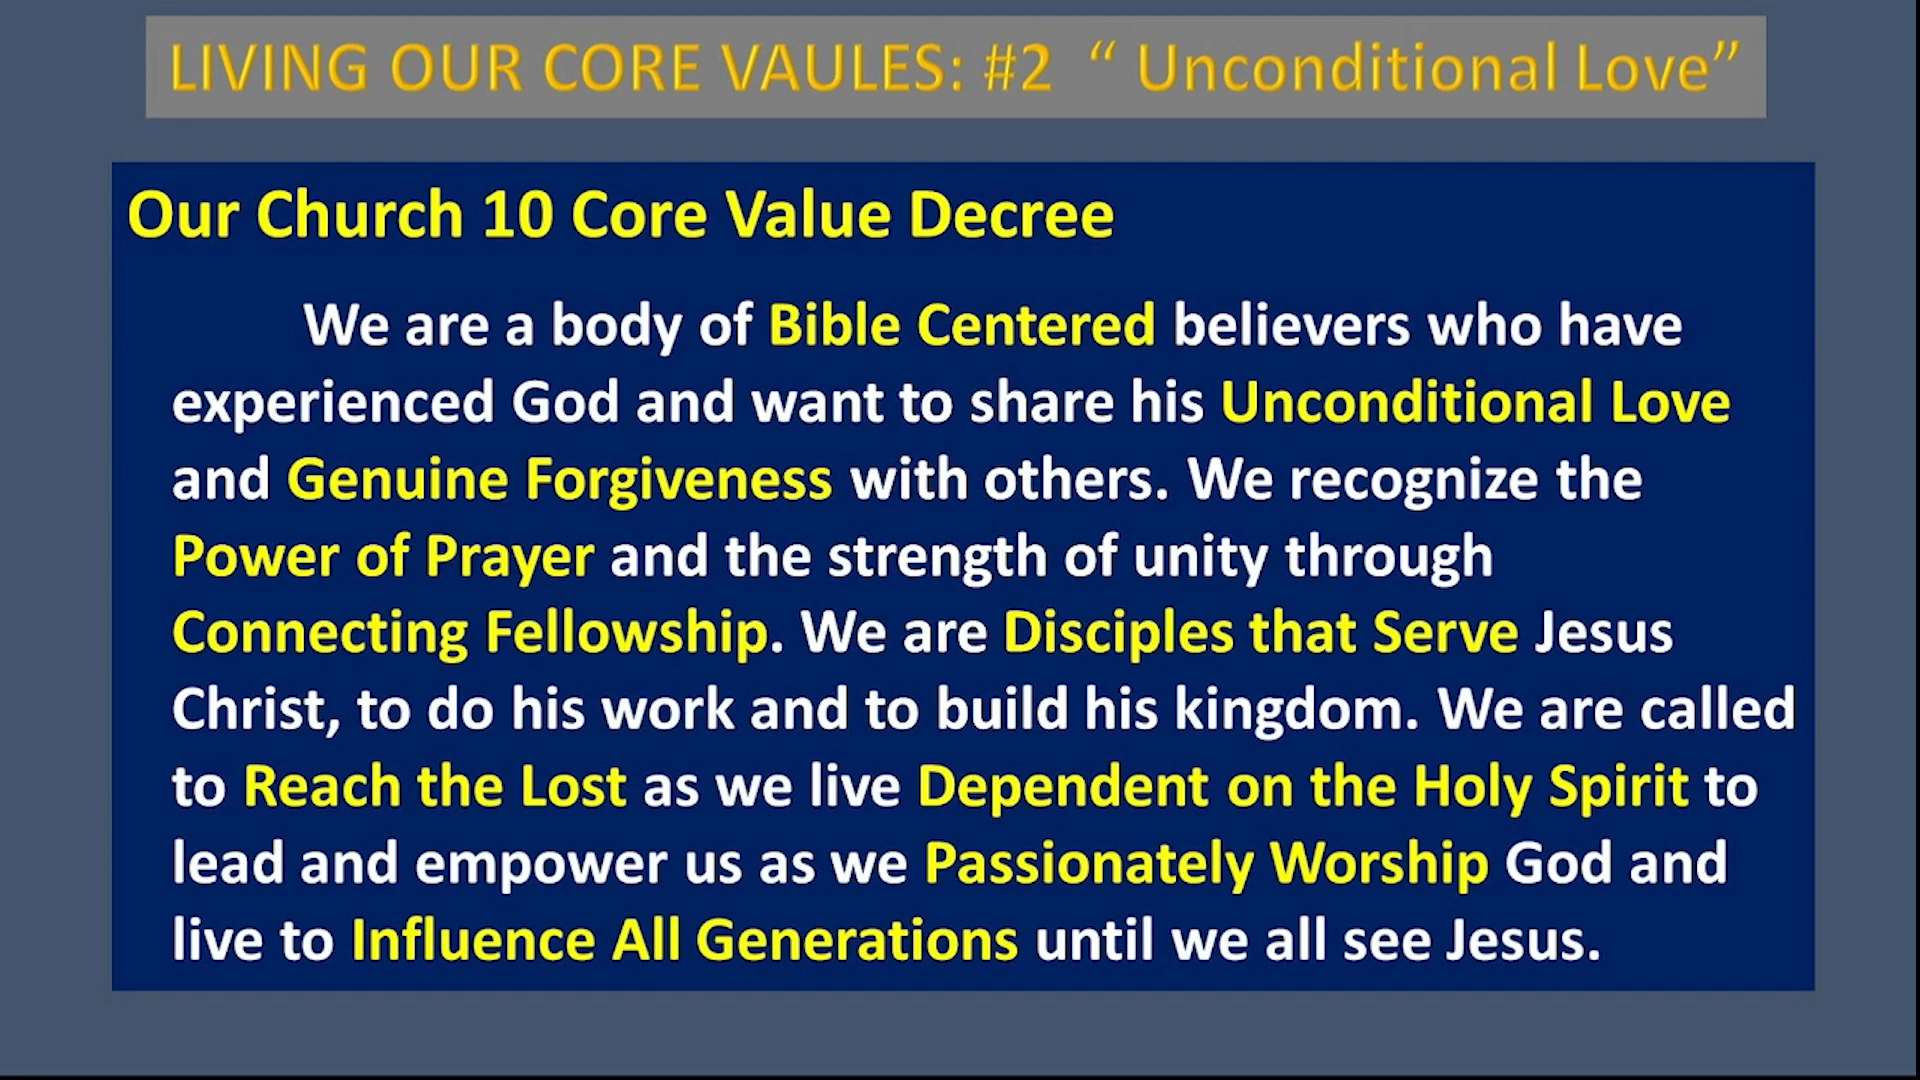 LIVING OUR CORE VAULES: #2 “ Unconditional Love”
Our Church 10 Core Value Decree
We are a body of Bible Centered believers who have
experienced God and want to share his Unconditional Love
and Genuine Forgiveness with others. We recognize the
Power of Prayer and the strength of unity through
Connecting Fellowship. We are Disciples that Serve Jesus
Christ, to do his work and to build his kingdom. We are called
to Reach the Lost as we live Dependent on the Holy Spirit to
lead and empower us as we Passionately Worship God and
live to Influence All Generations until we all see Jesus.